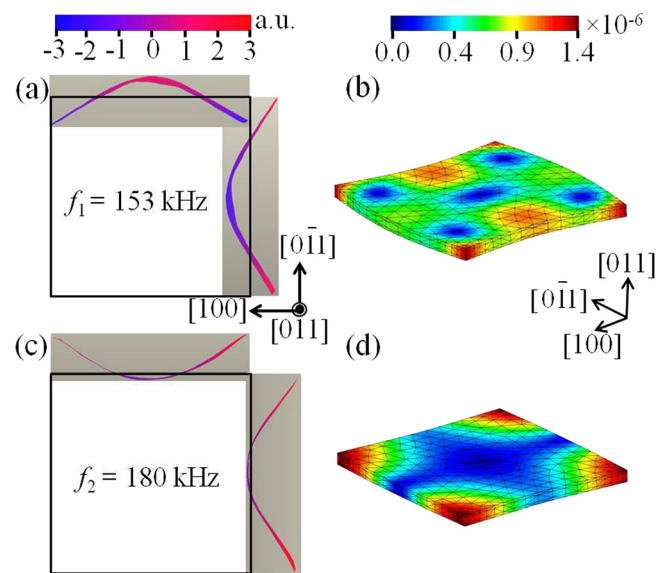 a.u.
-3 -2 -1 0 1 2 3
×10⁻⁶
0.0 0.4 0.9 1.4
(a)
f₁ = 153 kHz
(b)
[01̄1]
[100]
[011]
[011]
[01̄1]
[100]
(c)
f₂ = 180 kHz
(d)